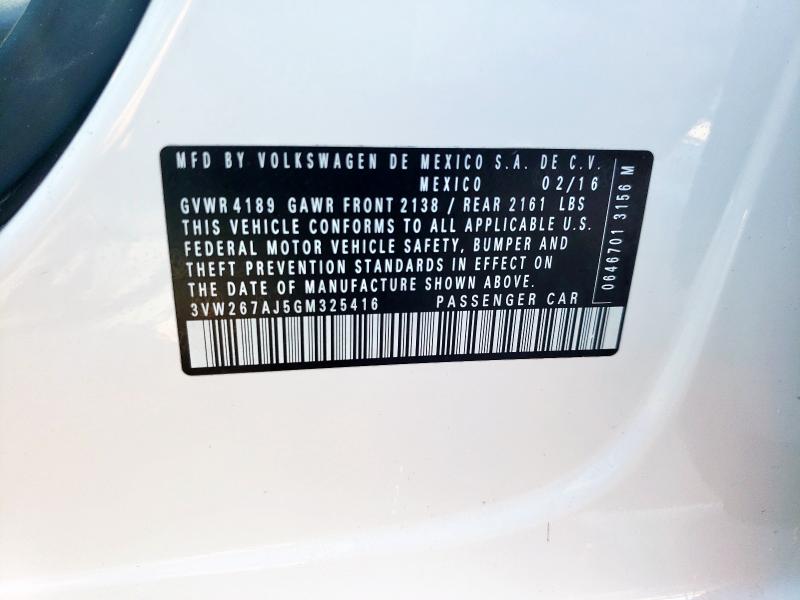 MFD BY VOLKSWAGEN DE MEXICO S.A. DE C.V.
MEXICO 02/16
GVWR 4189 GAWR FRONT 2138 / REAR 2161 LBS
THIS VEHICLE CONFORMS TO ALL APPLICABLE U.S.
FEDERAL MOTOR VEHICLE SAFETY, BUMPER AND
THEFT PREVENTION STANDARDS IN EFFECT ON
THE DATE OF MANUFACTURE SHOWN ABOVE.
3VW267AJ5GM325416 PASSENGER CAR
0646701 3156 M